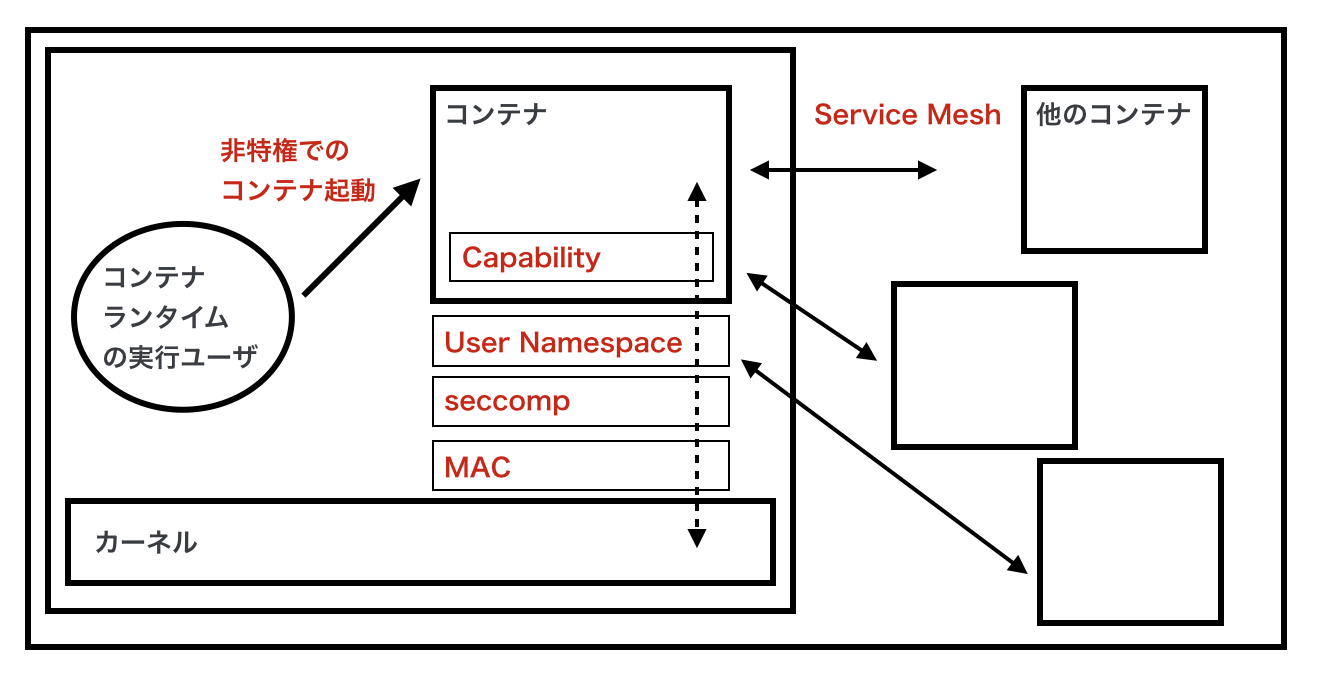 コンテナ
Service Mesh
他のコンテナ
非特権での
コンテナ起動
Capability
コンテナ
ランタイム
の実行ユーザ
User Namespace
seccomp
MAC
カーネル